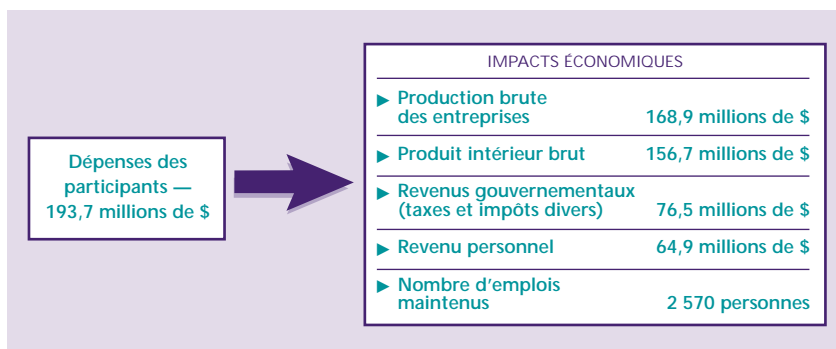 Dépenses des
participants —
193,7 millions de $
IMPACTS ÉCONOMIQUES
▶ Production brute
des entreprises 168,9 millions de $
▶ Produit intérieur brut 156,7 millions de $
▶ Revenus gouvernementaux
(taxes et impôts divers) 76,5 millions de $
▶ Revenu personnel 64,9 millions de $
▶ Nombre d'emplois
maintenus 2 570 personnes